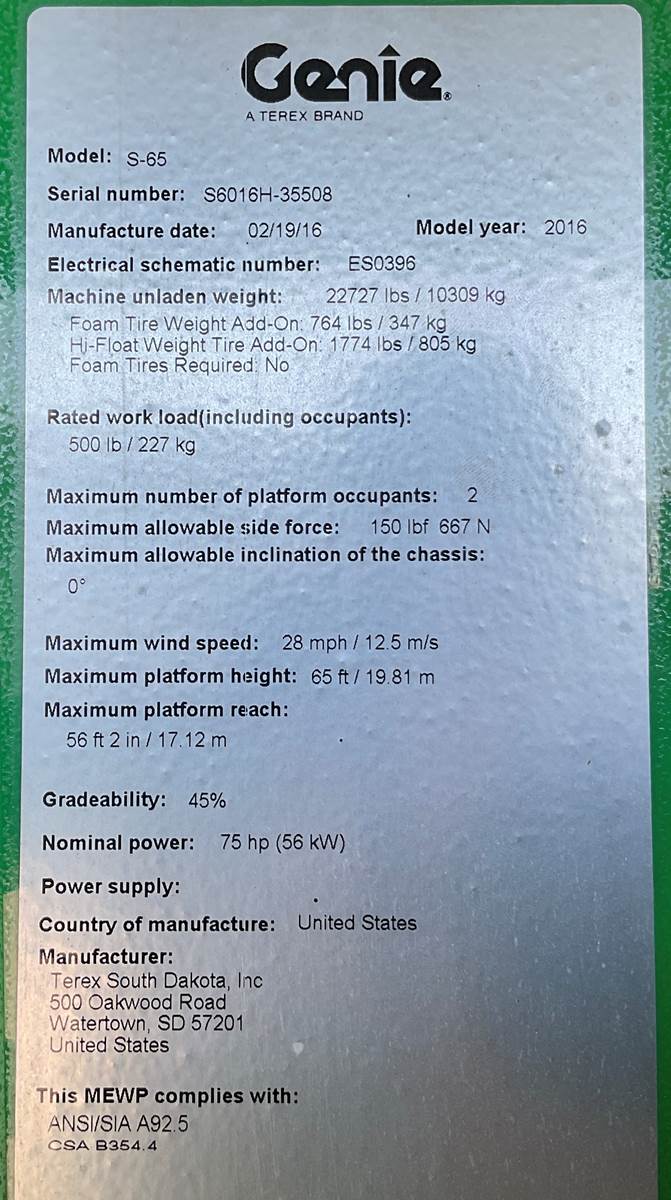 Genie®
A TEREX BRAND
Model: S-65
Serial number: S6016H-35508
Manufacture date: 02/19/16 Model year: 2016
Electrical schematic number: ES0396
Machine unladen weight: 22727 lbs / 10309 kg
Foam Tire Weight Add-On: 764 lbs / 347 kg
Hi-Float Weight Tire Add-On: 1774 lbs / 805 kg
Foam Tires Required: No
Rated work load(including occupants):
500 lb / 227 kg
Maximum number of platform occupants: 2
Maximum allowable side force: 150 lbf 667 N
Maximum allowable inclination of the chassis:
0°
Maximum wind speed: 28 mph / 12.5 m/s
Maximum platform height: 65 ft / 19.81 m
Maximum platform reach:
56 ft 2 in / 17.12 m
Gradeability: 45%
Nominal power: 75 hp (56 kW)
Power supply:
Country of manufacture: United States
Manufacturer:
Terex South Dakota, Inc
500 Oakwood Road
Watertown, SD 57201
United States
This MEWP complies with:
ANSI/SIA A92.5
CSA B354.4